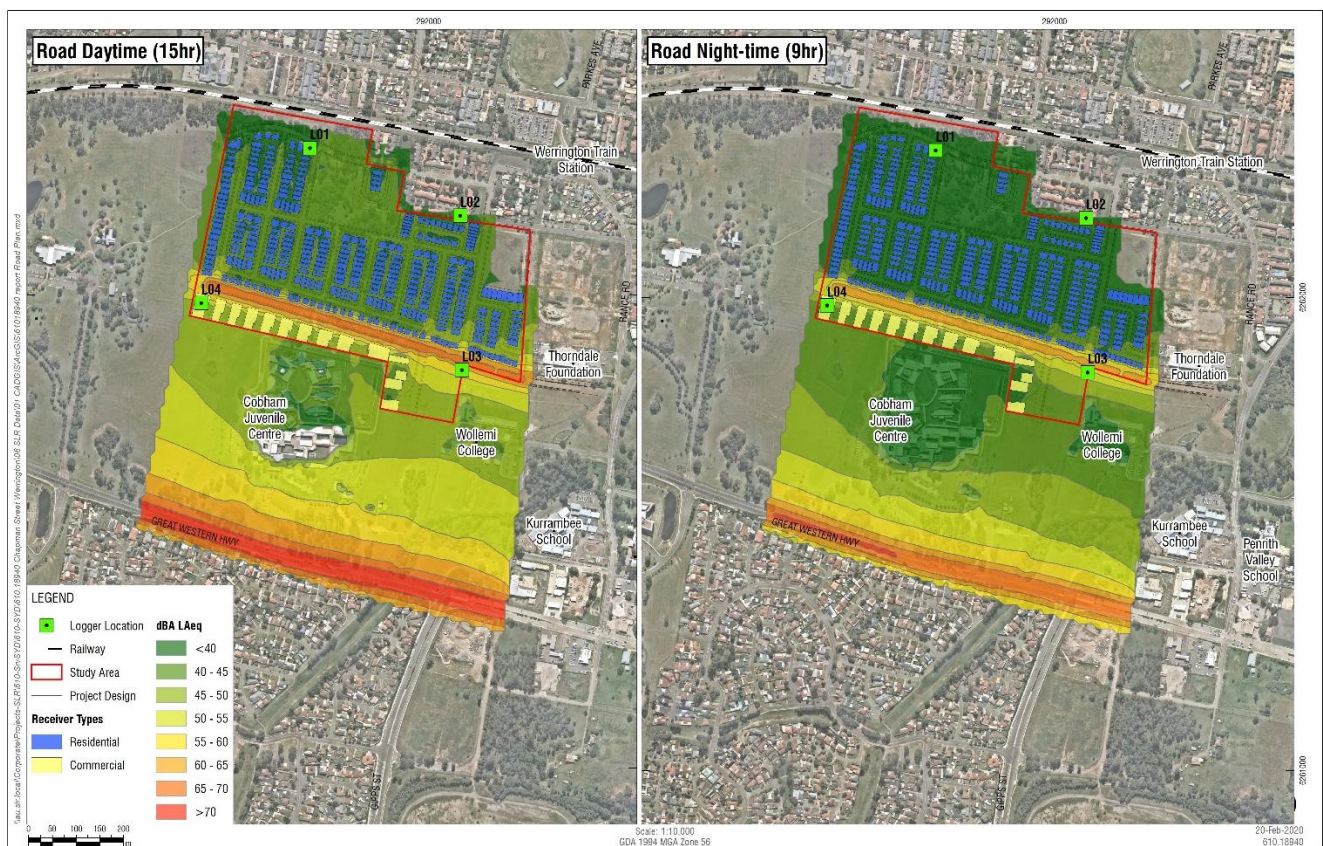 292000
292000
Road Daytime (15hr)
PARKES AVE
L01
Werrington Train
Station
L02
L04
L03
RANCE RD
Thorndale
Foundation
Cobham
Juvenile
Centre
Wollemi
College
GREAT WESTERN HWY
Kurrambee
School
GIPPS ST
Road Night-time (9hr)
PARKES AVE
L01
Werrington Train Station
L02
L04
L03
RANCE RD
6262000
Thorndale
Foundation
Cobham
Juvenile
Centre
Wollemi
College
GREAT WESTERN HWY
Kurrambee
School
Penrith
Valley
School
GIPPS ST
6261000
LEGEND
Logger Location
Railway
Study Area
Project Design
Receiver Types
Residential
Commercial
dBA LAeq
<40
40 - 45
45 - 50
50 - 55
55 - 60
60 - 65
65 - 70
>70
0 50 100 150 200
m
Scale: 1:10,000
GDA 1994 MGA Zone 56
20-Feb-2020
610.18940